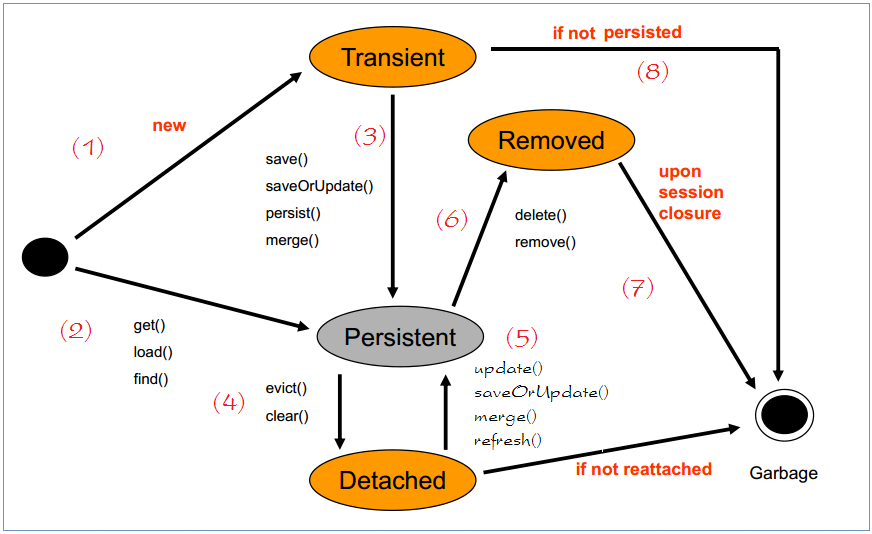 Transient
if not persisted
(8)
(1)
new
(3)
Removed
save()
saveOrUpdate()
persist()
merge()
upon
session
closure
(6)
delete()
remove()
(7)
(2)
get()
load()
find()
Persistent
(5)
update()
saveOrUpdate()
merge()
refresh()
(4)
evict()
clear()
Detached
if not reattached
Garbage